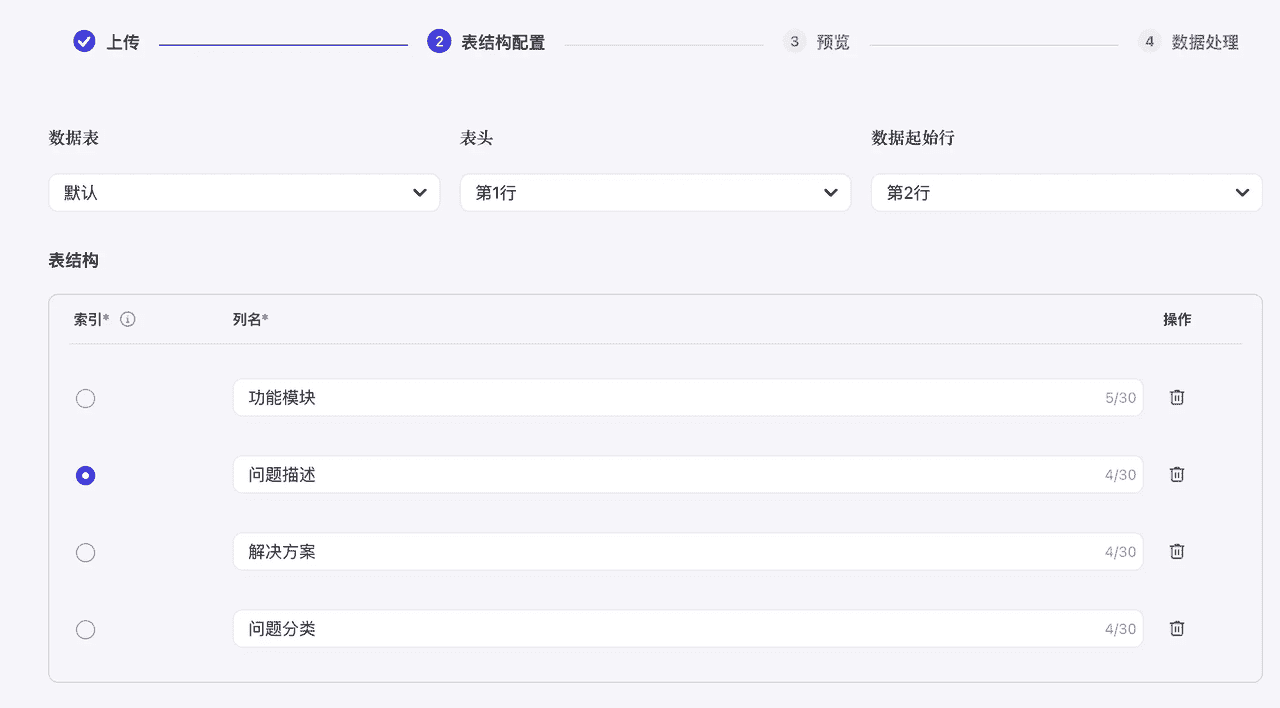 上传 2 表结构配置 3 预览 4 数据处理
数据表 表头 数据起始行
默认 第1行 第2行
表结构
索引* 列名* 操作
功能模块 5/30
问题描述 4/30
解决方案 4/30
问题分类 4/30